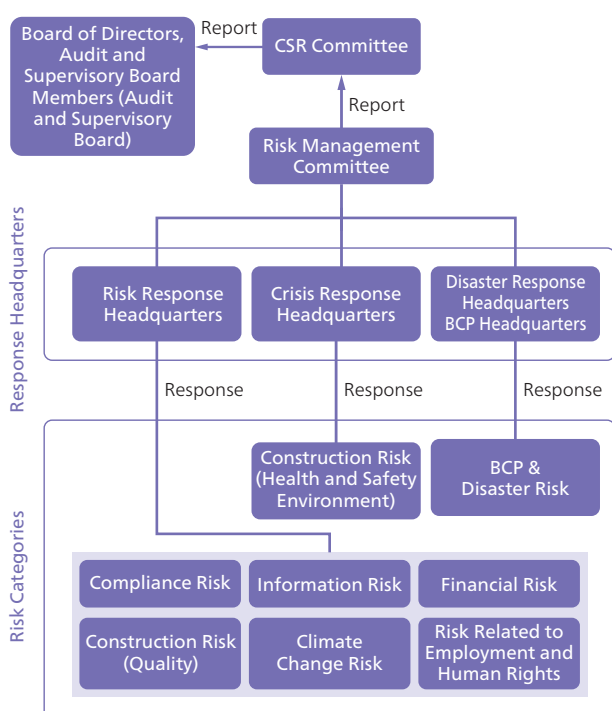 Board of Directors,
Audit and
Supervisory Board
Members (Audit
and Supervisory
Board)
Report
CSR Committee
Report
Risk Management
Committee
Response Headquarters
Risk Response
Headquarters
Crisis Response
Headquarters
Disaster Response
Headquarters
BCP Headquarters
Response
Response
Response
Risk Categories
Construction Risk
(Health and Safety
Environment)
BCP &
Disaster Risk
Compliance Risk
Information Risk
Financial Risk
Construction Risk
(Quality)
Climate
Change Risk
Risk Related to
Employment and
Human Rights